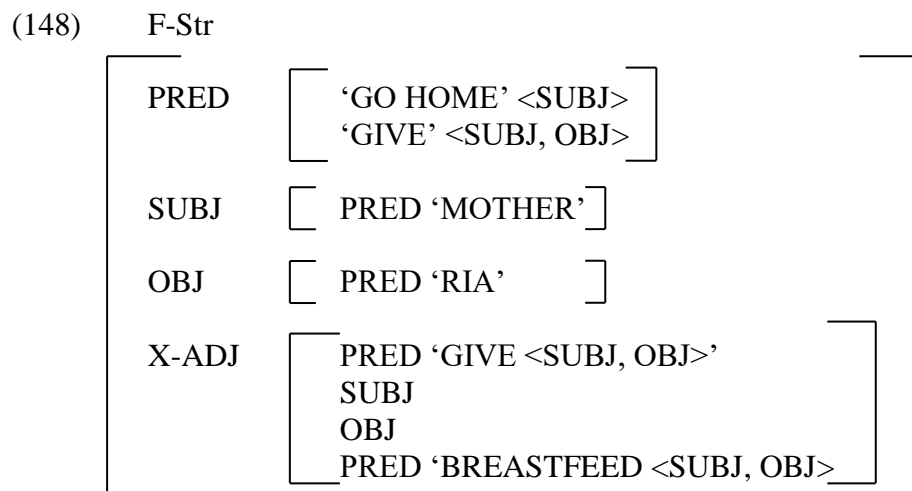 (148) F-Str
PRED ‘GO HOME’ <SUBJ>
‘GIVE’ <SUBJ, OBJ>
SUBJ PRED ‘MOTHER’
OBJ PRED ‘RIA’
X-ADJ PRED ‘GIVE <SUBJ, OBJ>’
SUBJ
OBJ
PRED ‘BREASTFEED <SUBJ, OBJ>